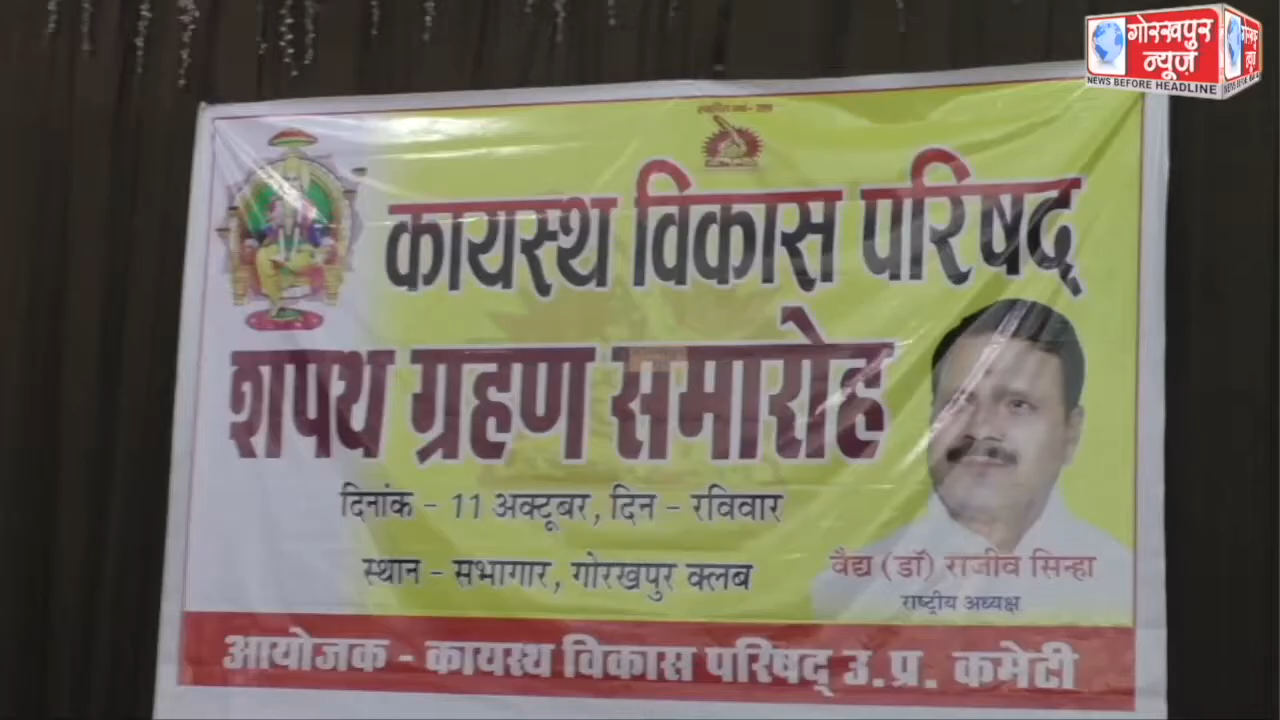 गोरखपुर
न्यूज़
NEWS BEFORE HEADLINE
कायस्थ विकास परिषद्
शपथ ग्रहण समारोह
दिनांक - 11 अक्टूबर, दिन - रविवार
स्थान - सभागार, गोरखपुर क्लब
वैद्य (डॉ) राजीव सिन्हा
राष्ट्रीय अध्यक्ष
आयोजक - कायस्थ विकास परिषद् उ.प्र. कमेटी